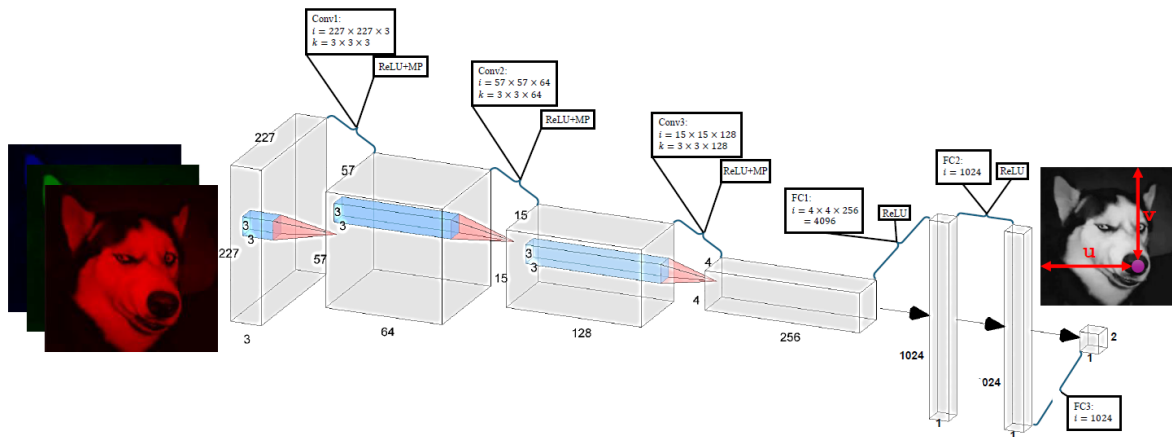 Conv1:
i = 227 × 227 × 3
k = 3 × 3 × 3
ReLU+MP
Conv2:
i = 57 × 57 × 64
k = 3 × 3 × 64
ReLU+MP
Conv3:
i = 15 × 15 × 128
k = 3 × 3 × 128
ReLU+MP
FC1:
i = 4 × 4 × 256
= 4096
ReLU
FC2:
i = 1024
ReLU
227
227
3
3
3
57
57
3
3
64
15
15
3
3
128
4
4
256
1024
1
024
1
2
1
FC3:
i = 1024
u
v